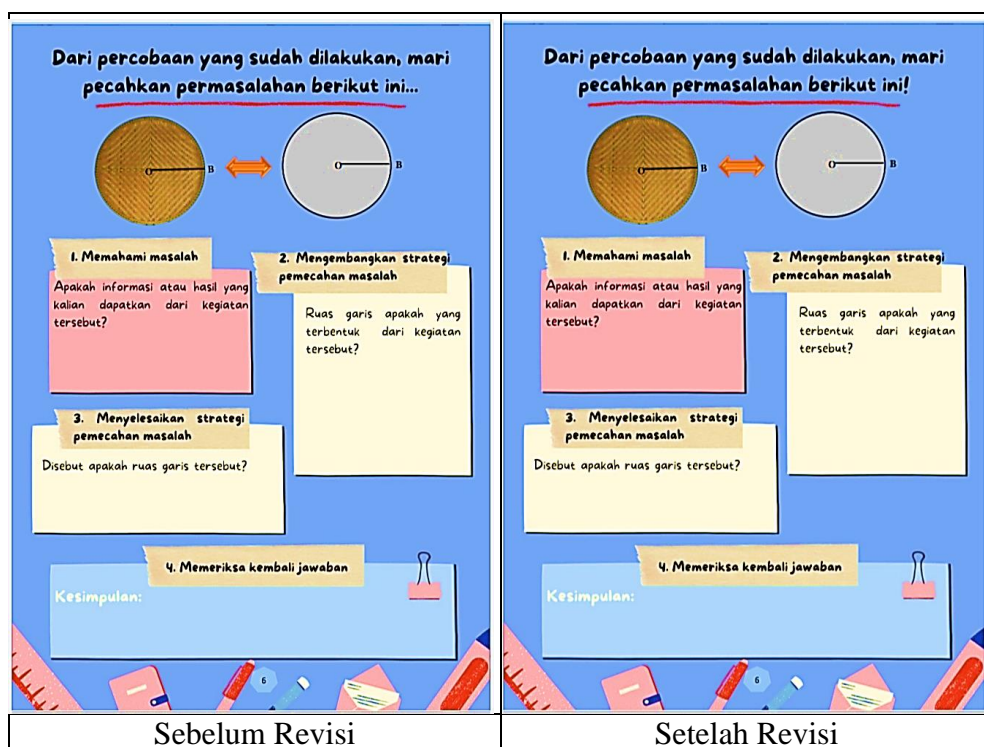 Dari percobaan yang sudah dilakukan, mari
pecahkan permasalahan berikut ini...
O
B
O
B
1. Memahami masalah
Apakah informasi atau hasil yang
kalian dapatkan dari kegiatan
tersebut?
2. Mengembangkan strategi
pemecahan masalah
Ruas garis apakah yang
terbentuk dari kegiatan
tersebut?
3. Menyelesaikan strategi
pemecahan masalah
Disebut apakah ruas garis tersebut?
4. Memeriksa kembali jawaban
Kesimpulan:
6
Sebelum Revisi
Dari percobaan yang sudah dilakukan, mari
pecahkan permasalahan berikut ini!
O
B
O
B
1. Memahami masalah
Apakah informasi atau hasil yang
kalian dapatkan dari kegiatan
tersebut?
2. Mengembangkan strategi
pemecahan masalah
Ruas garis apakah yang
terbentuk dari kegiatan
tersebut?
3. Menyelesaikan strategi
pemecahan masalah
Disebut apakah ruas garis tersebut?
4. Memeriksa kembali jawaban
Kesimpulan:
6
Setelah Revisi